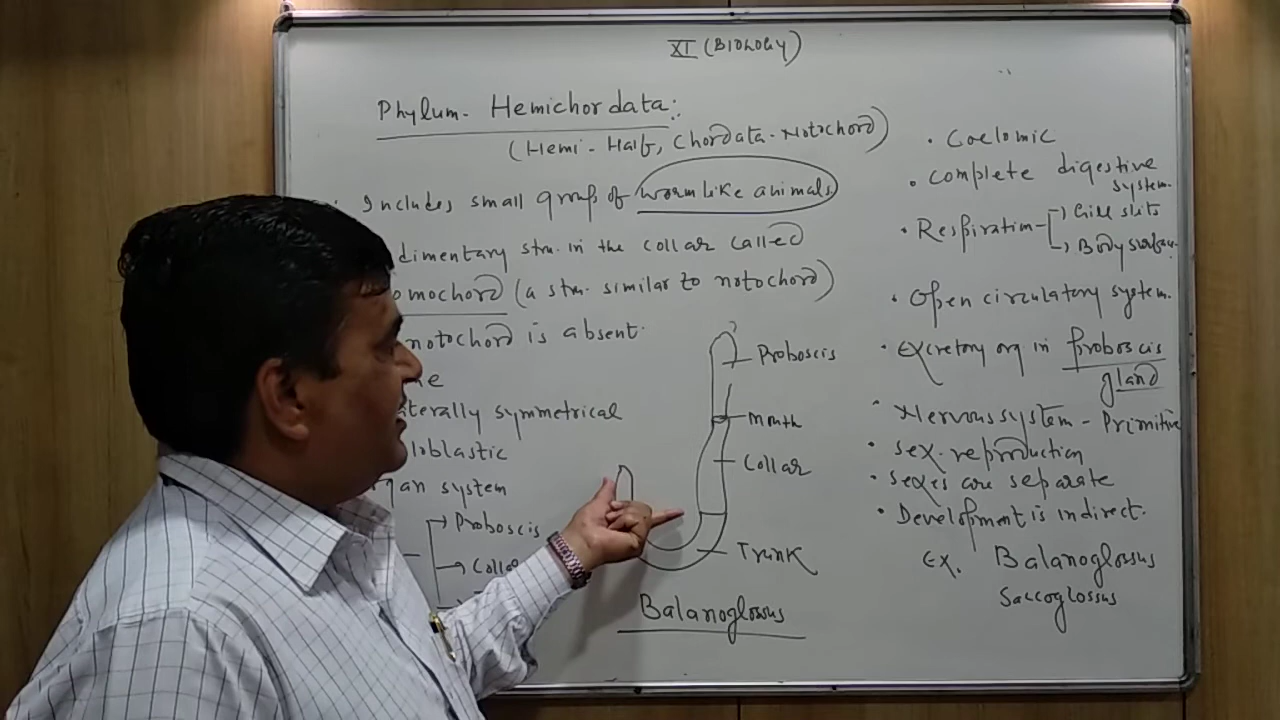 XI (BIOLOGY)
Phylum- Hemichordata:
(Hemi- Half, Chordata- Notochord)
Includes small group of worm like animals
dimentary stru. in the collar called
omochord (a stru. similar to notochord)
notochord is absent.
terally symmetrical
loblastic
gan system
Proboscis
Proboscis
Mouth
Collar
Trunk
Balanoglossus
• Coelomic
• Complete digestive
system.
• Respiration- Gill slits
Body surface.
• Open circulatory system.
• Excretory org in Proboscis
gland
• Nervous system - Primitive
• Sex. reproduction
• Sexes are separate
• Development is indirect.
Ex. Balanoglossus
Saccoglossus